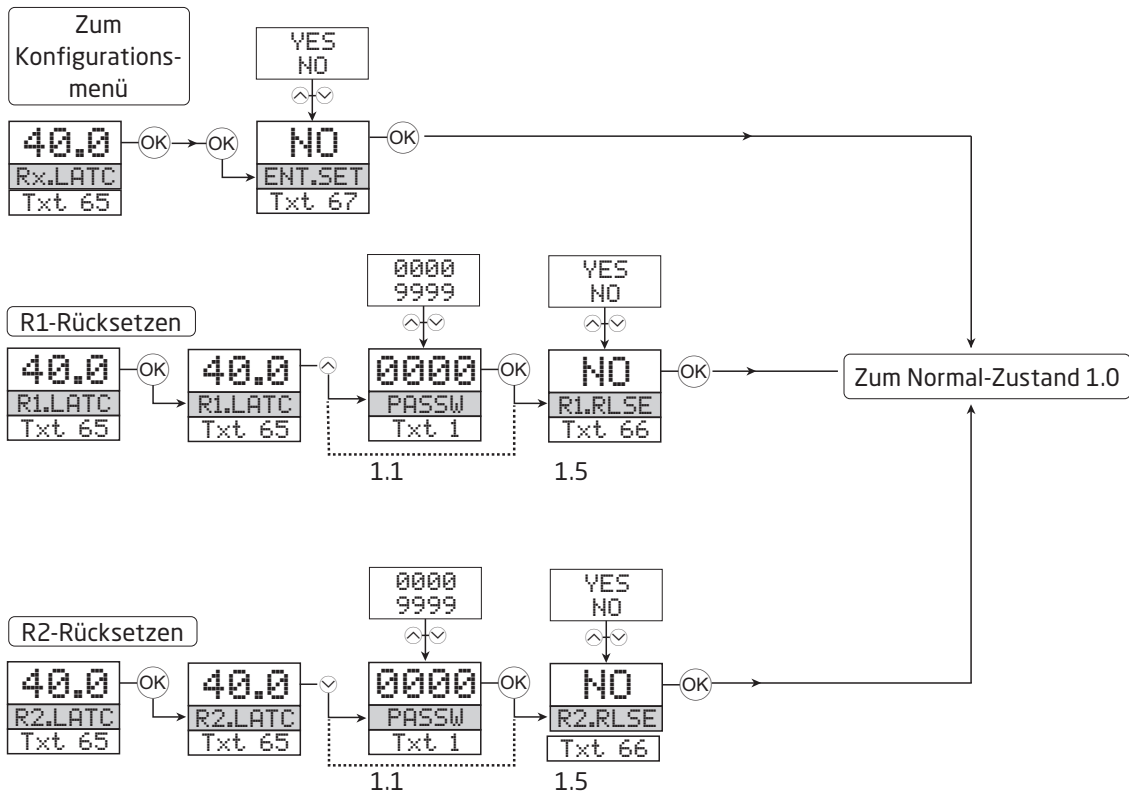 Zum
Konfigurations-
menü
YES
NO
40.0
OK
OK
NO
OK
Rx.LATC
ENT.SET
Txt 65
Txt 67
0000
9999
YES
NO
R1-Rücksetzen
40.0
OK
40.0
0000
OK
NO
OK
Zum Normal-Zustand 1.0
R1.LATC
R1.LATC
PASSW
R1.RLSE
Txt 65
Txt 65
Txt 1
Txt 66
1.1
1.5
0000
9999
YES
NO
R2-Rücksetzen
40.0
OK
40.0
0000
OK
NO
OK
R2.LATC
R2.LATC
PASSW
R2.RLSE
Txt 65
Txt 65
Txt 1
Txt 66
1.1
1.5